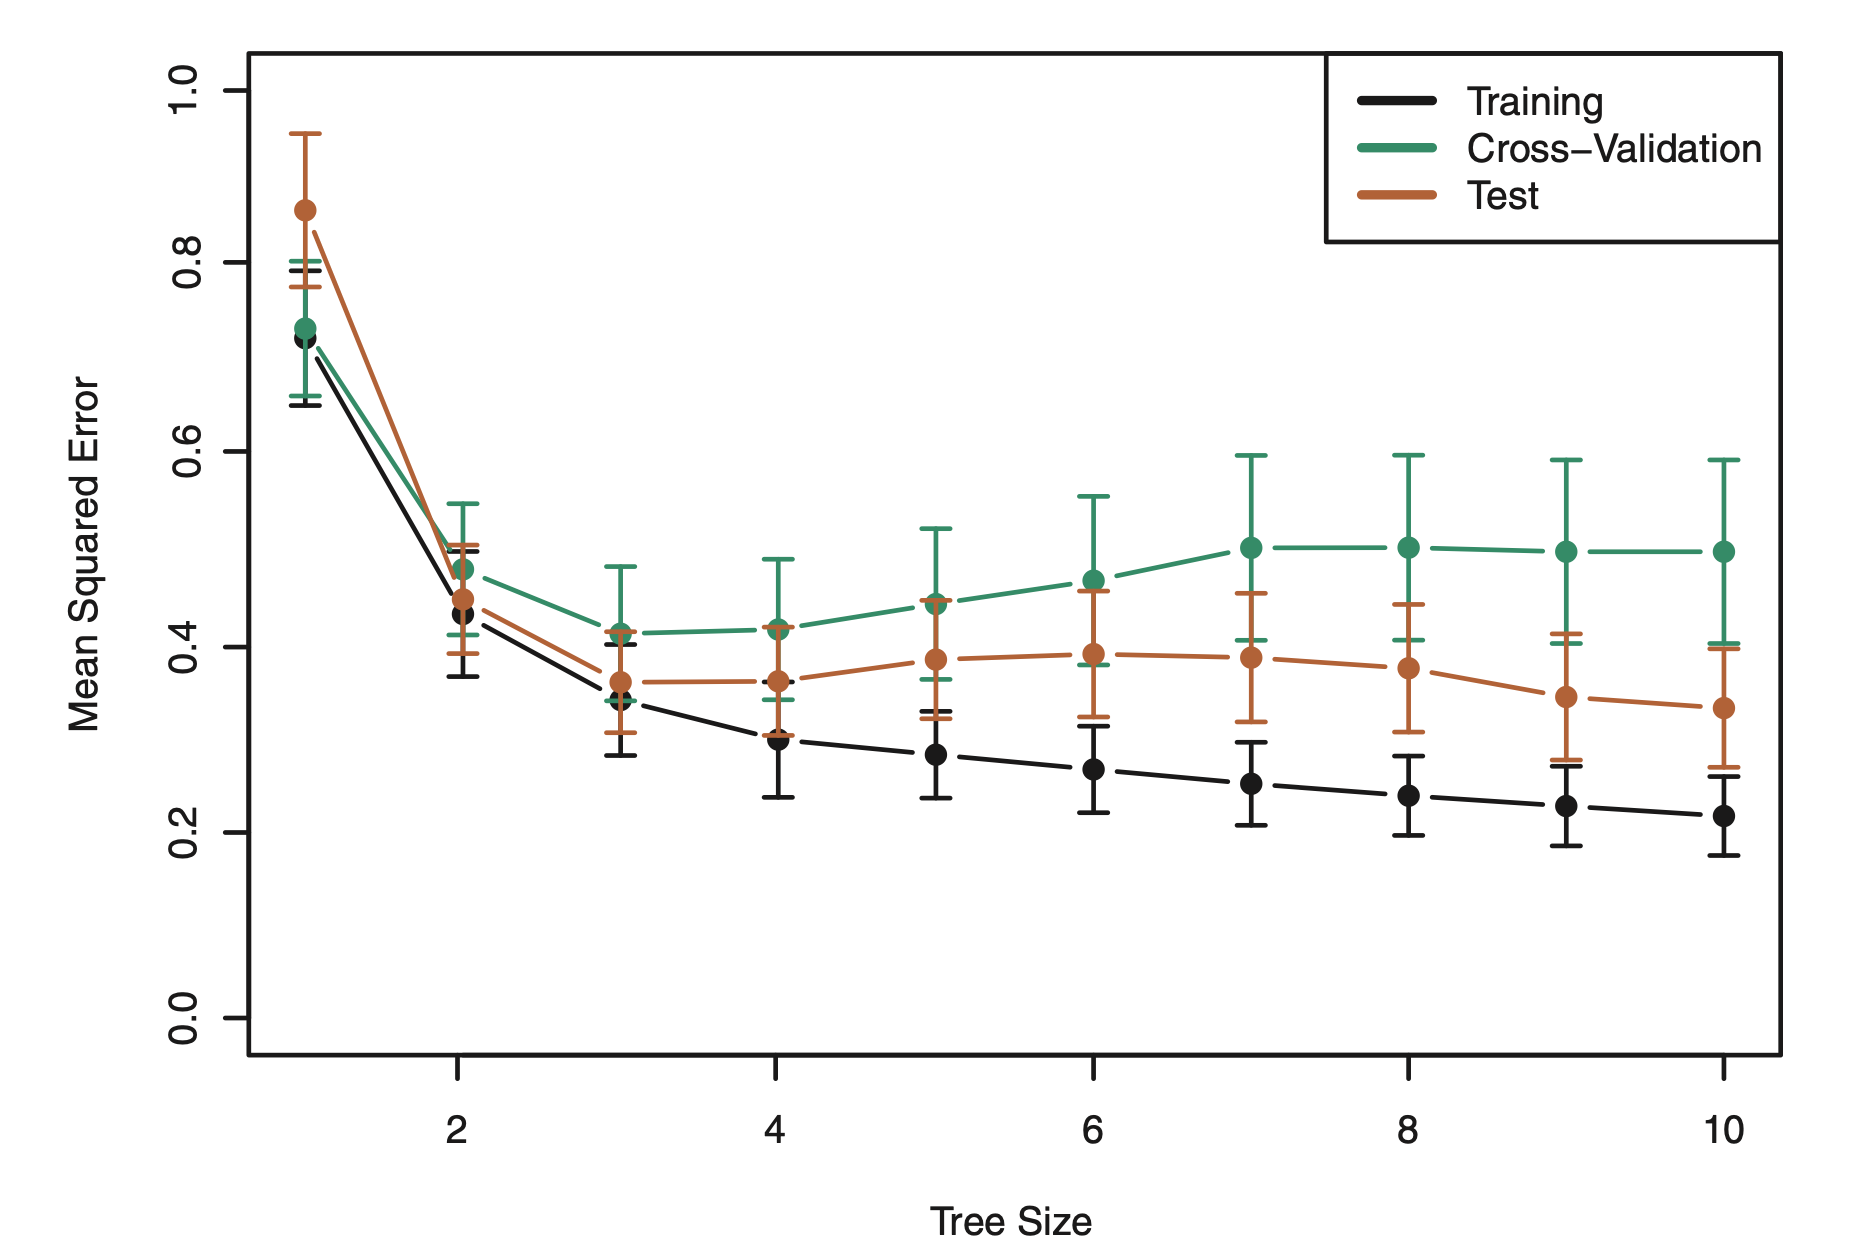 Training
Cross−Validation
Test
1.0
0.8
0.6
0.4
0.2
0.0
Mean Squared Error
2 4 6 8 10
Tree Size